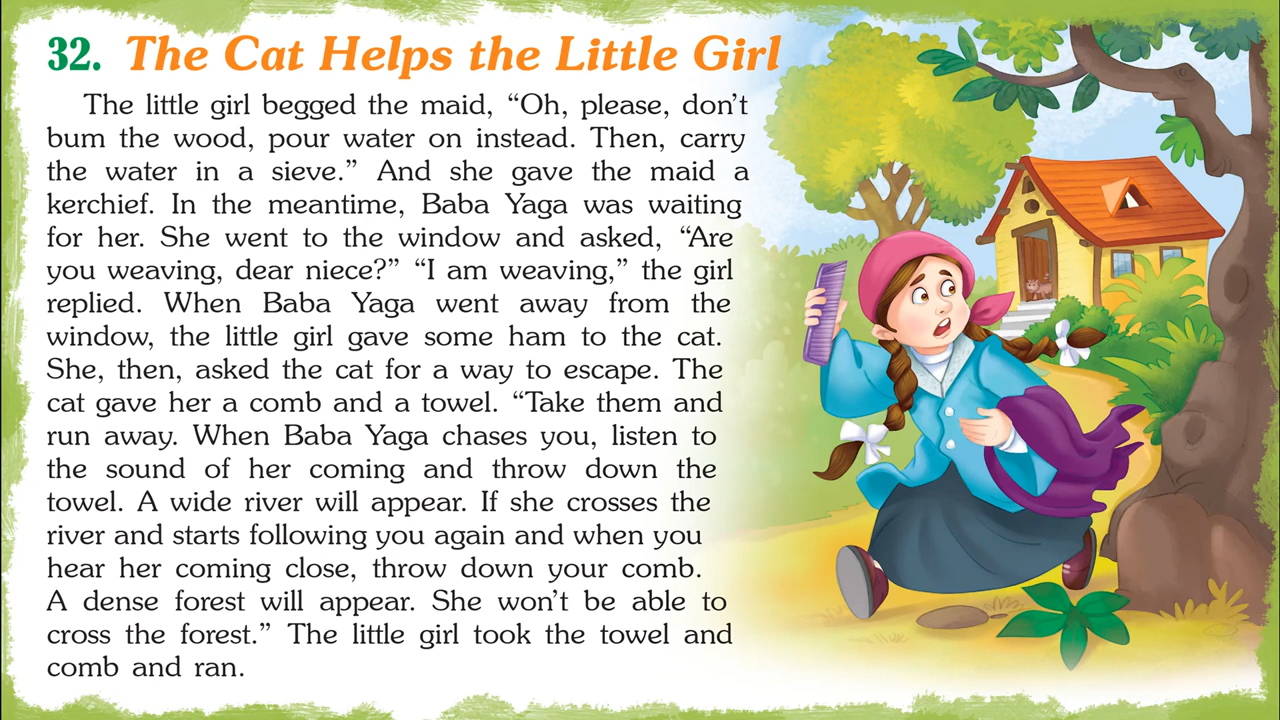 32. The Cat Helps the Little Girl
The little girl begged the maid, “Oh, please, don’t
bum the wood, pour water on instead. Then, carry
the water in a sieve.” And she gave the maid a
kerchief. In the meantime, Baba Yaga was waiting
for her. She went to the window and asked, “Are
you weaving, dear niece?” “I am weaving,” the girl
replied. When Baba Yaga went away from the
window, the little girl gave some ham to the cat.
She, then, asked the cat for a way to escape. The
cat gave her a comb and a towel. “Take them and
run away. When Baba Yaga chases you, listen to
the sound of her coming and throw down the
towel. A wide river will appear. If she crosses the
river and starts following you again and when you
hear her coming close, throw down your comb.
A dense forest will appear. She won’t be able to
cross the forest.” The little girl took the towel and
comb and ran.